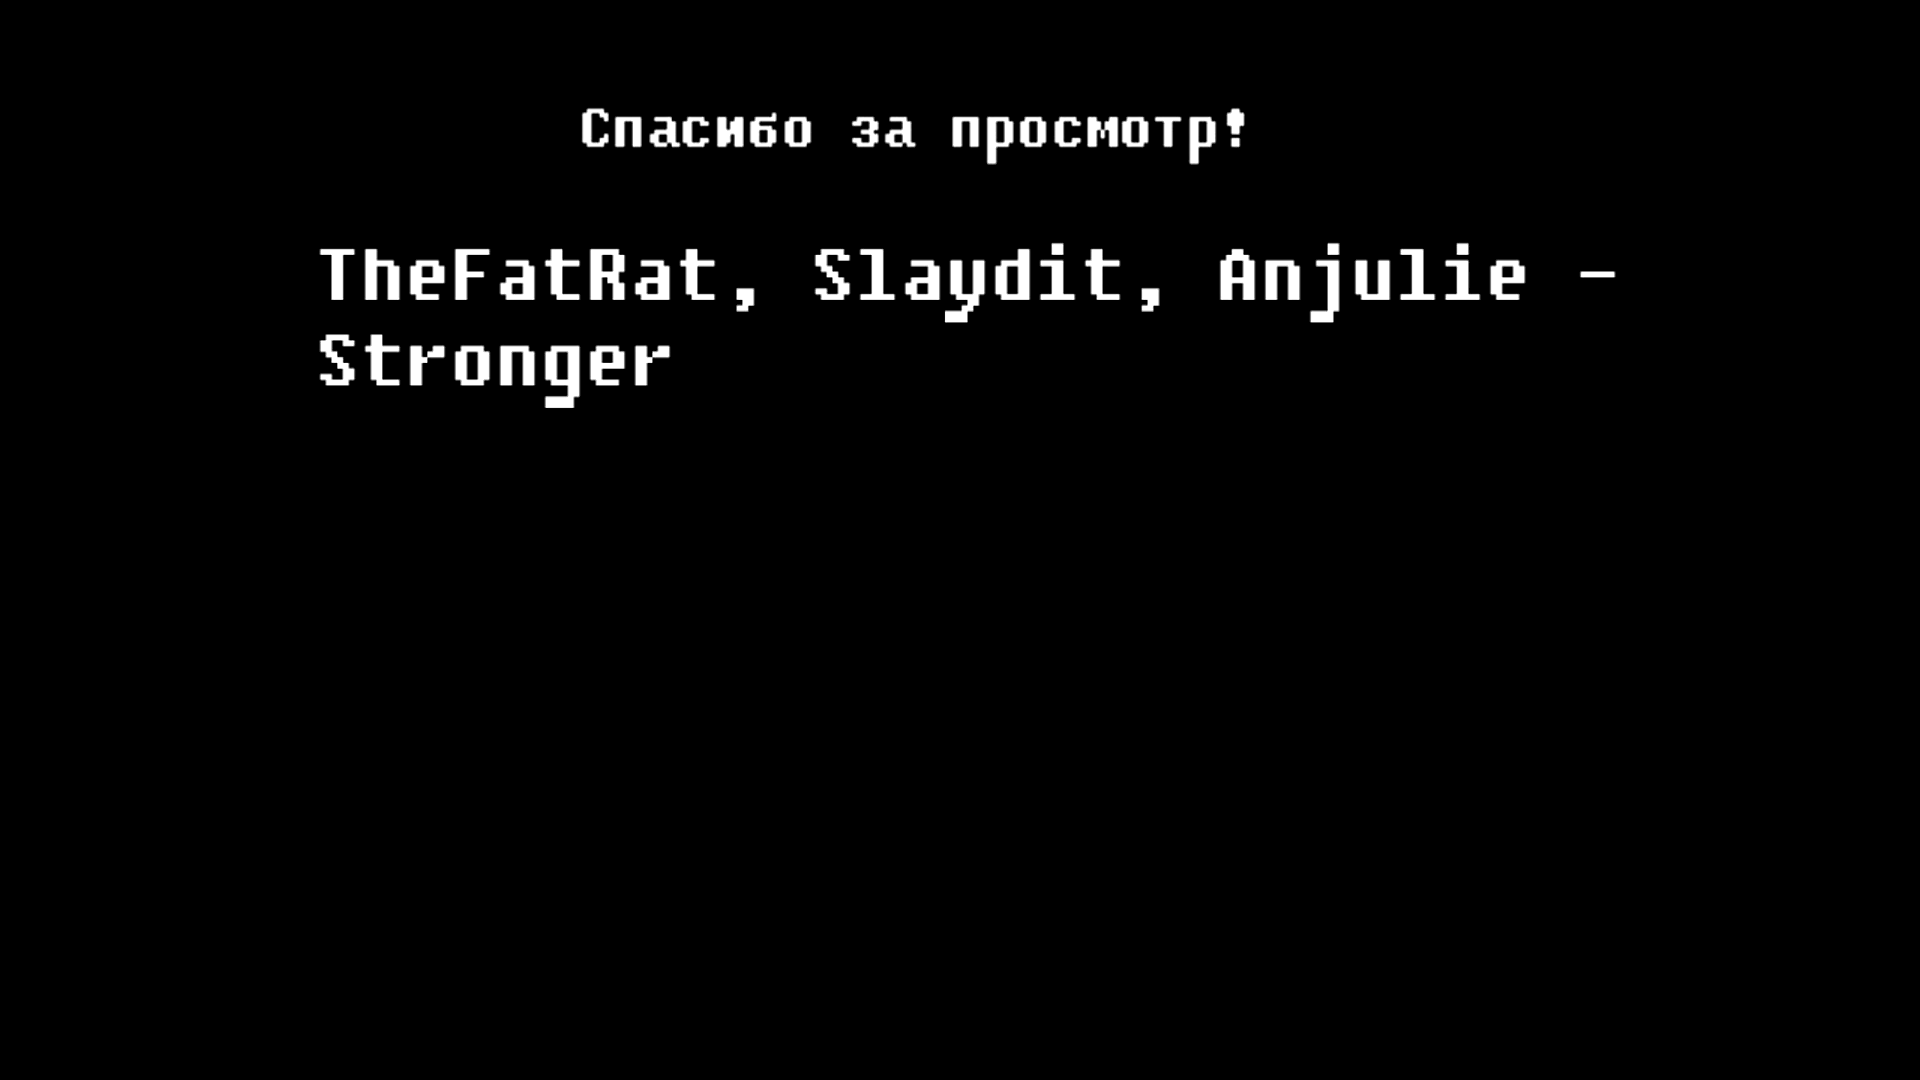 Спасибо за просмотр!
TheFatRat, Slaydit, Anjulie -
Stronger